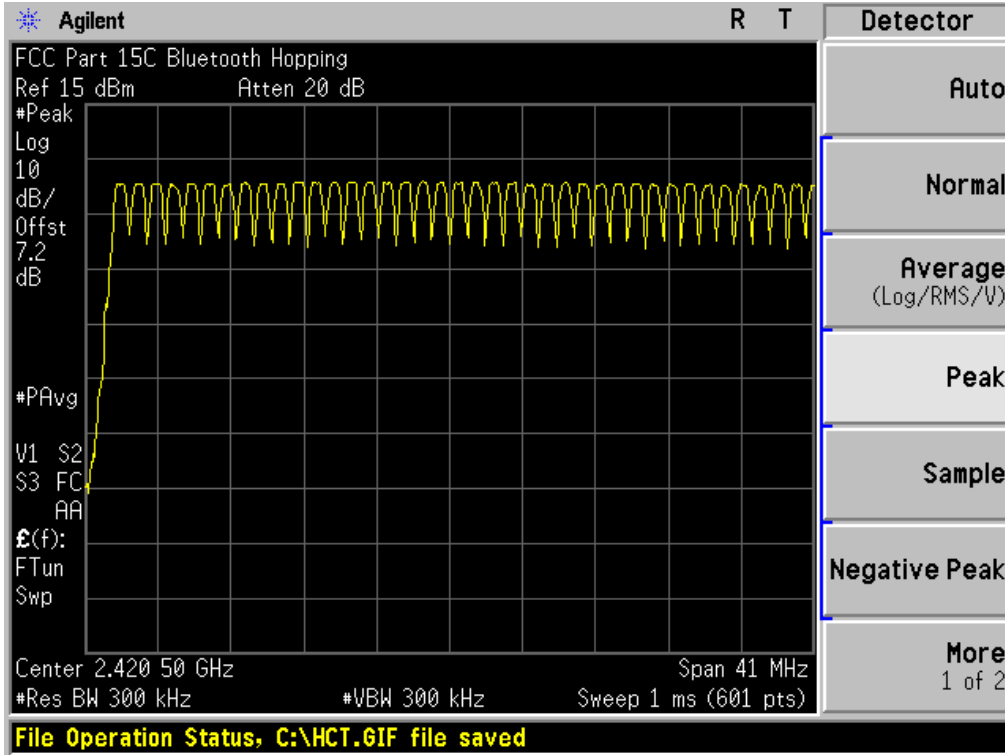 Agilent R T Detector
FCC Part 15C Bluetooth Hopping
Ref 15 dBm Atten 20 dB
#Peak
Log
10
dB/
Offst
7.2
dB
#PAvg
V1 S2
S3 FC
AA
£(f):
FTun
Swp
Center 2.420 50 GHz Span 41 MHz
#Res BW 300 kHz #VBW 300 kHz Sweep 1 ms (601 pts)
File Operation Status, C:\HCT.GIF file saved
Auto
Normal
Average
(Log/RMS/V)
Peak
Sample
Negative Peak
More
1 of 2